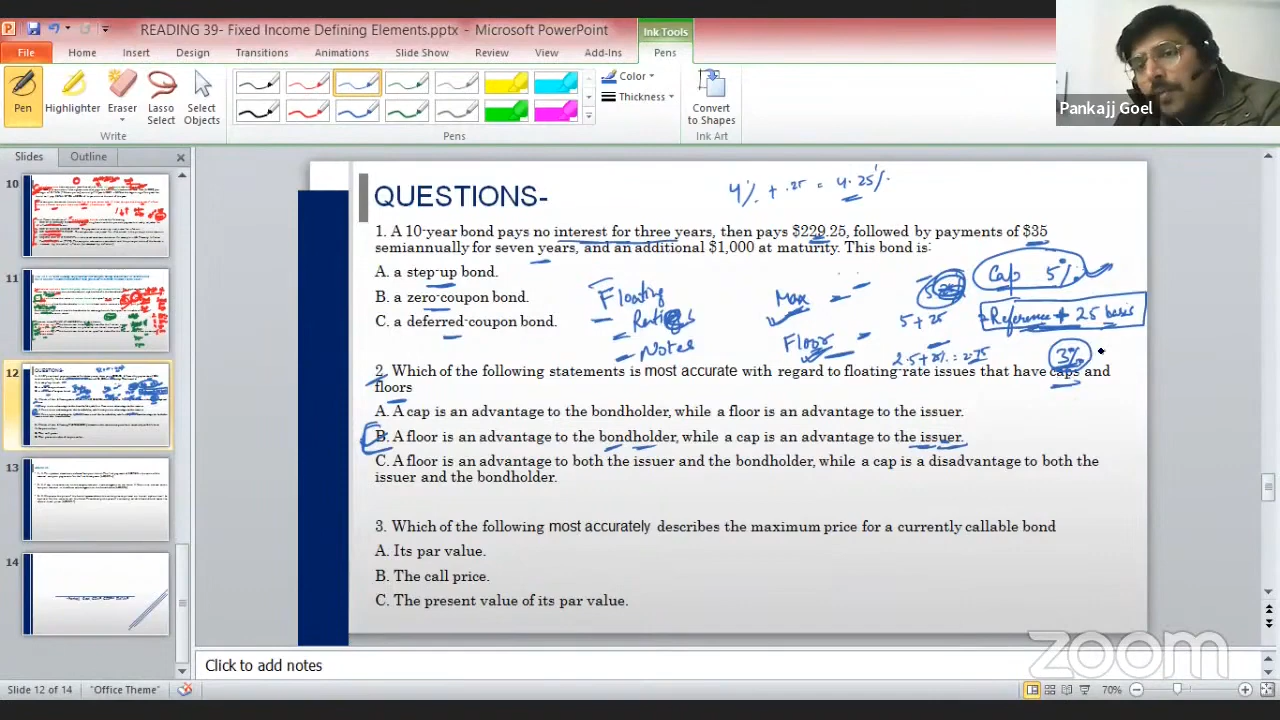 READING 39- Fixed Income Defining Elements.pptx - Microsoft PowerPoint
Ink Tools
File Home Insert Design Transitions Animations Slide Show Review View Add-Ins Pens
Pen Highlighter Eraser Lasso Select Select Objects
Color
Thickness
Convert to Shapes
Write Pens Ink Art
Pankajj Goel
Slides Outline
10
11
12
13
14
QUESTIONS-
4% + .25 = 4.25%
1. A 10-year bond pays no interest for three years, then pays $229.25, followed by payments of $35
semiannually for seven years, and an additional $1,000 at maturity. This bond is:
A. a step-up bond.
B. a zero-coupon bond.
C. a deferred-coupon bond.
Cap 5%
Floating
Notes
Max
Floor
5+25
Reference + 25 basis
3%
2. Which of the following statements is most accurate with regard to floating-rate issues that have caps and
floors
A. A cap is an advantage to the bondholder, while a floor is an advantage to the issuer.
B. A floor is an advantage to the bondholder, while a cap is an advantage to the issuer.
C. A floor is an advantage to both the issuer and the bondholder, while a cap is a disadvantage to both the
issuer and the bondholder.
3. Which of the following most accurately describes the maximum price for a currently callable bond
A. Its par value.
B. The call price.
C. The present value of its par value.
zoom
Click to add notes
Slide 12 of 14 "Office Theme" 70%